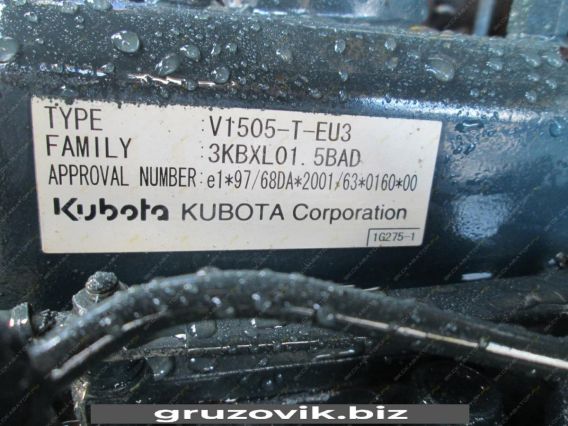 TYPE : V1505-T-EU3
FAMILY : 3KBXL01.5BAD
APPROVAL NUMBER:e1*97/68DA*2001/63*0160*00
Kubota KUBOTA Corporation
1G275-1
gruzovik.biz